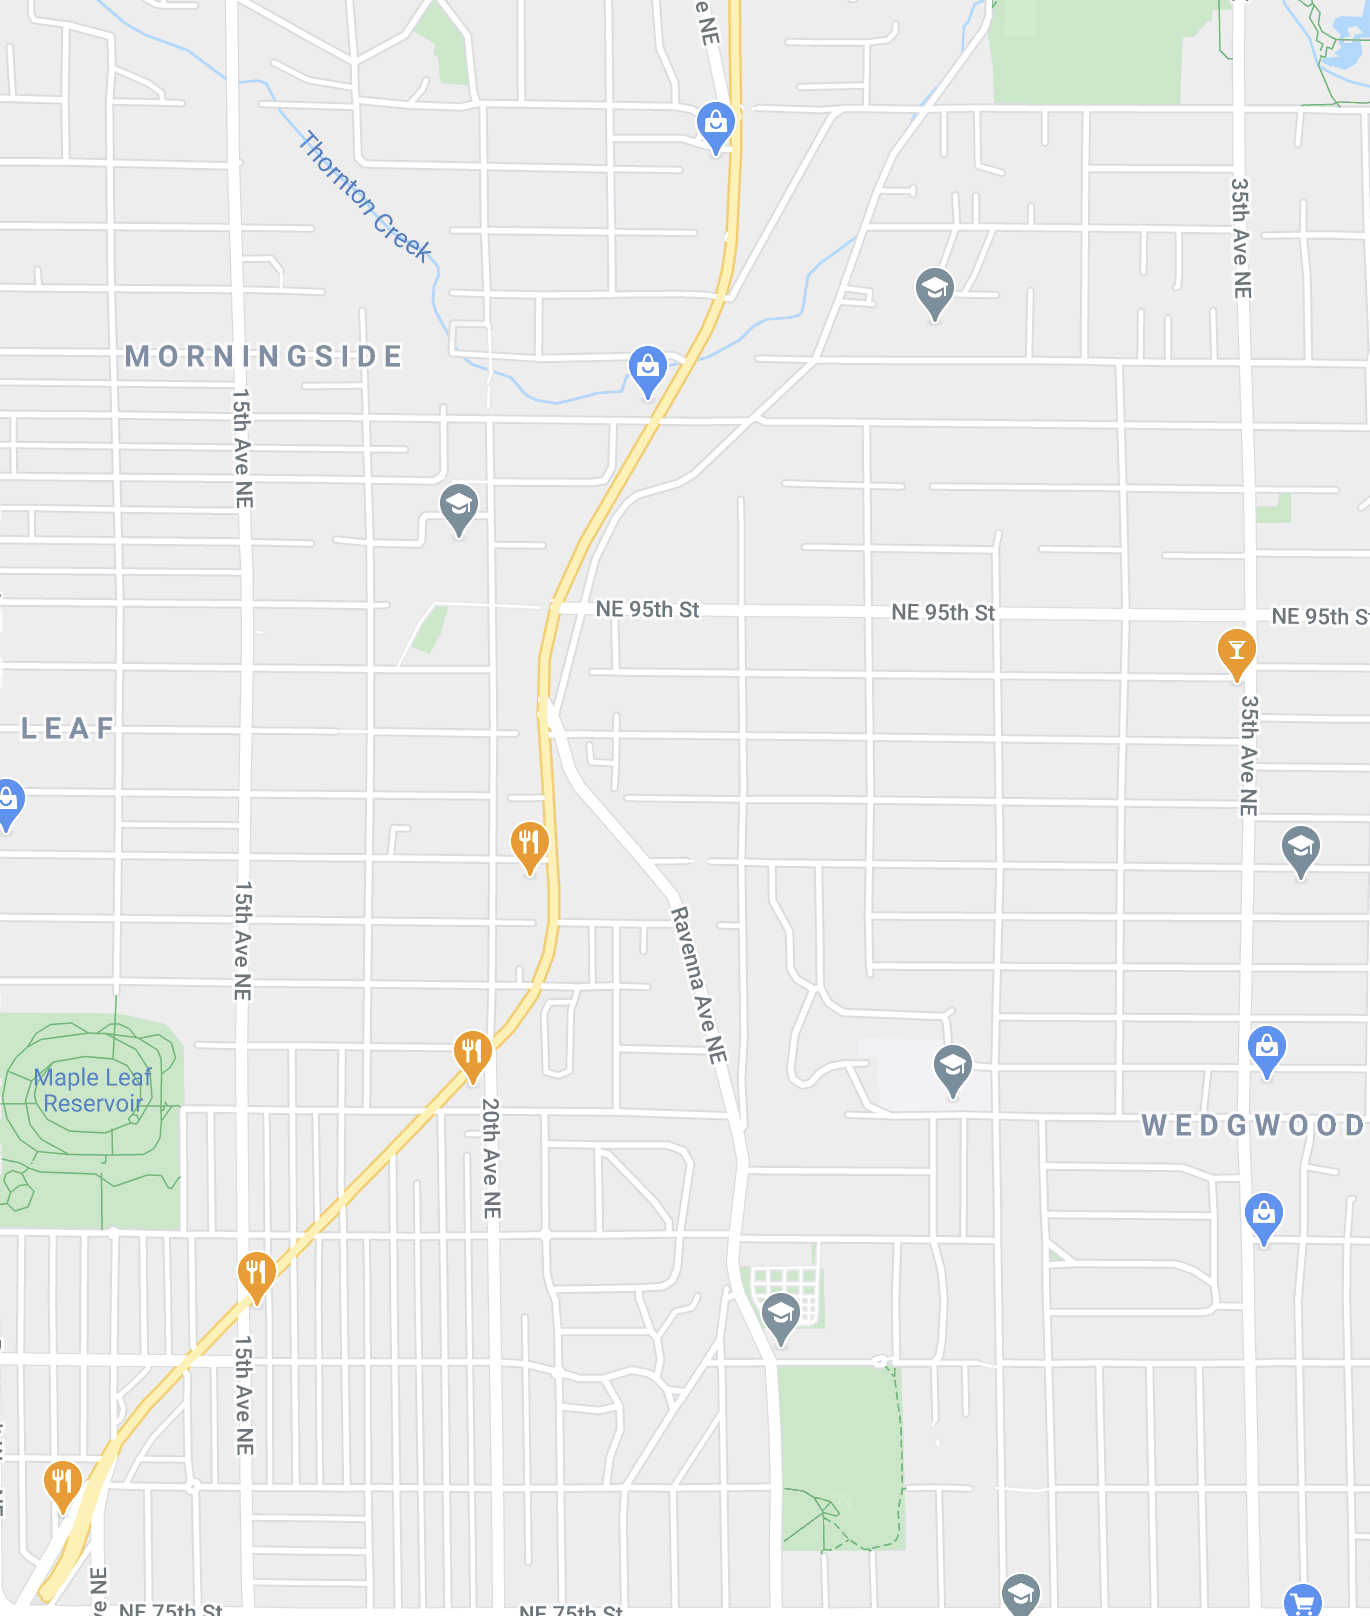 e NE
Thornton Creek
35th Ave NE
MORNINGSIDE
15th Ave NE
NE 95th St
NE 95th St
NE 95th St
LEAF
35th Ave NE
15th Ave NE
Ravenna Ave NE
Maple Leaf
Reservoir
20th Ave NE
WEDGWOOD
15th Ave NE
e NE
NE 75th St
NE 75th St